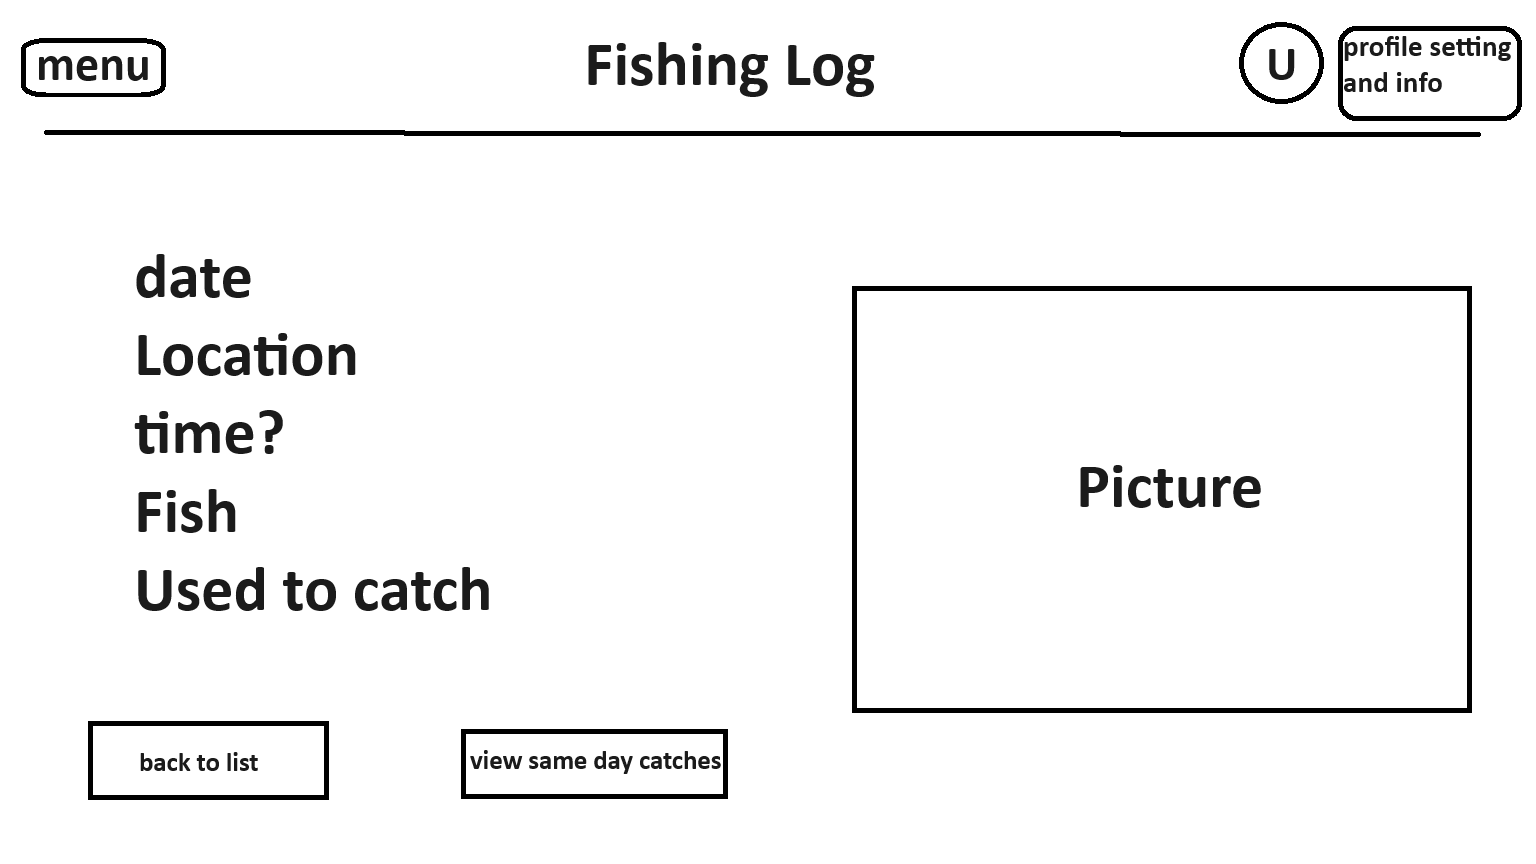 menu
Fishing Log
U
profile setting
and info
date
Location
time?
Fish
Used to catch
Picture
back to list
view same day catches